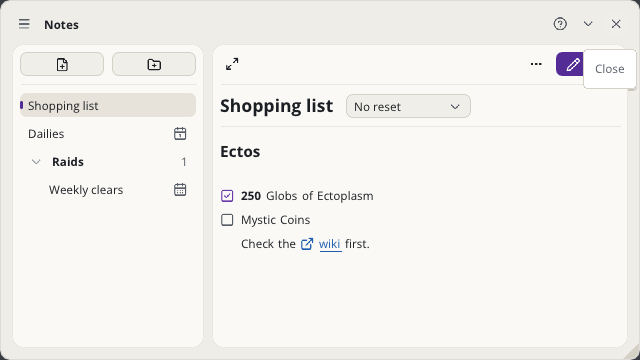 Notes
Close
Shopping list
Dailies
Raids 1
Weekly clears
Shopping list No reset
Ectos
250 Globs of Ectoplasm
Mystic Coins
Check the wiki first.